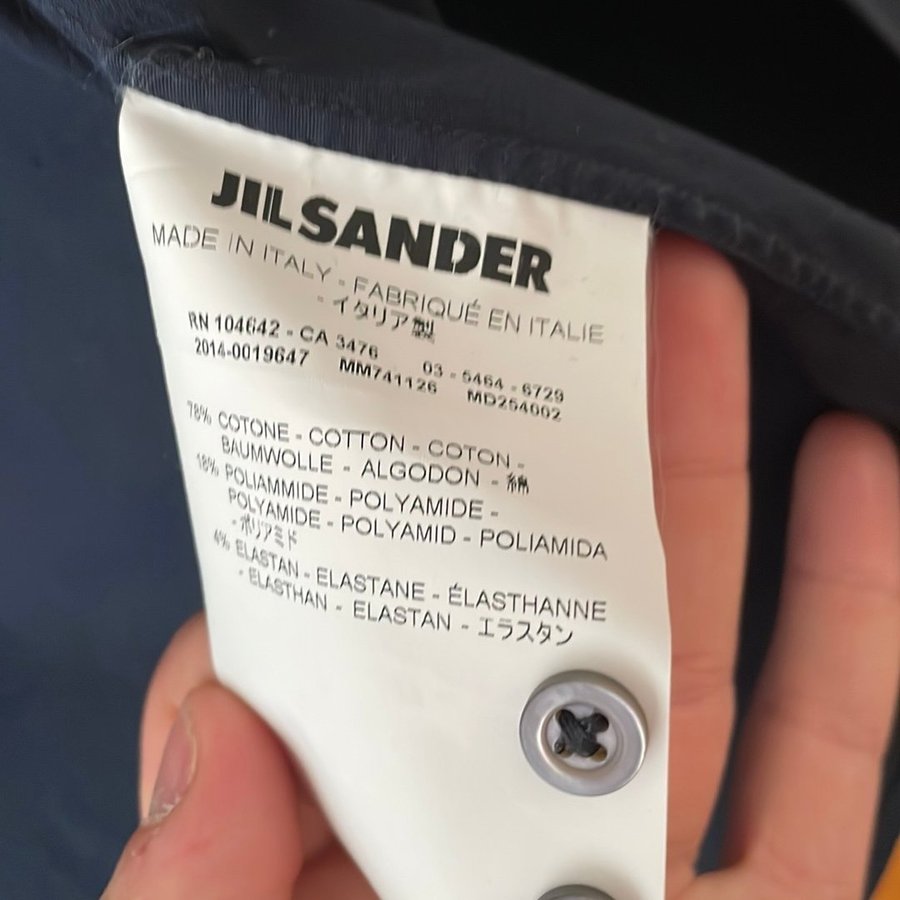 JIL SANDER
MADE IN ITALY - FABRIQUÉ EN ITALIE
- イタリア製
RN 104642 - CA 3476 03 - 5464 - 6729
2014-0019647 MM741126 MD254002
78% COTONE - COTTON - COTON -
BAUMWOLLE - ALGODON - 綿
18% POLIAMMIDE - POLYAMIDE -
POLYAMIDE - POLYAMID - POLIAMIDA
- ポリアミド
4% ELASTAN - ELASTANE - ÉLASTHANNE
- ELASTHAN - ELASTAN - エラスタン